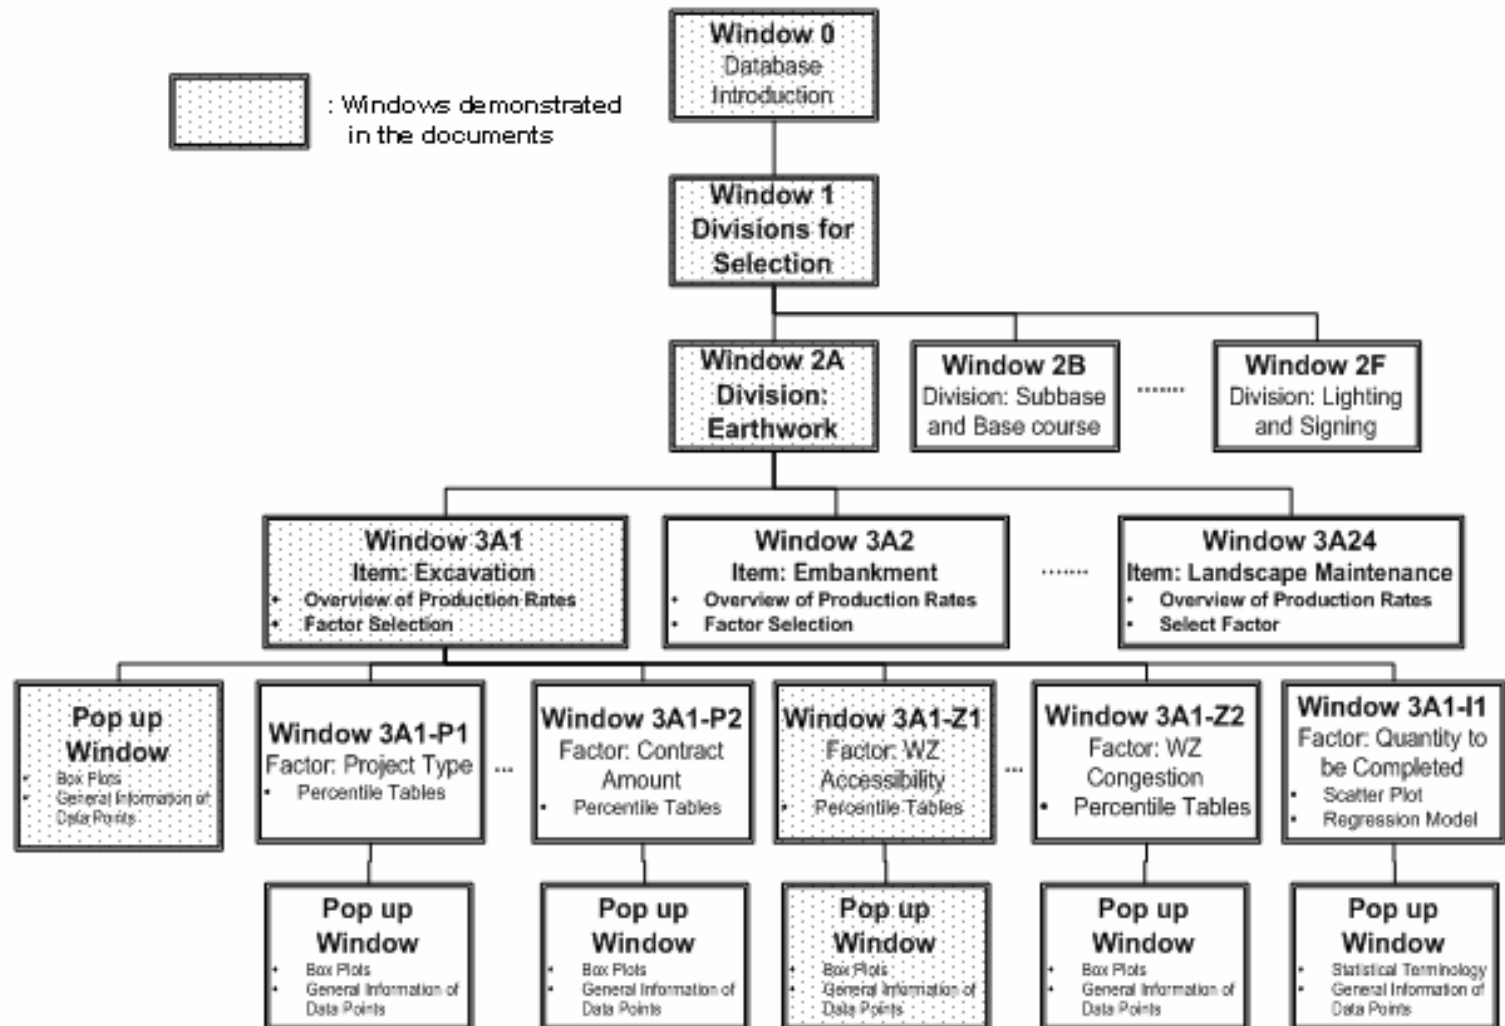 Window 0
Database
Introduction
: Windows demonstrated
in the documents
Window 1
Divisions for
Selection
Window 2A
Division:
Earthwork
Window 2B
Division: Subbase
and Base course
.......
Window 2F
Division: Lighting
and Signing
Window 3A1
Item: Excavation
• Overview of Production Rates
• Factor Selection
Window 3A2
Item: Embankment
• Overview of Production Rates
• Factor Selection
.......
Window 3A24
Item: Landscape Maintenance
• Overview of Production Rates
• Select Factor
Pop up
Window
• Box Plots
• General Information of
Data Points
Window 3A1-P1
Factor: Project Type
• Percentile Tables
...
Window 3A1-P2
Factor: Contract
Amount
• Percentile Tables
Window 3A1-Z1
Factor: WZ
Accessibility
• Percentile Tables
...
Window 3A1-Z2
Factor: WZ
Congestion
• Percentile Tables
Window 3A1-I1
Factor: Quantity to
be Completed
• Scatter Plot
• Regression Model
Pop up
Window
• Box Plots
• General Information of
Data Points
Pop up
Window
• Box Plots
• General Information of
Data Points
Pop up
Window
• Box Plots
• General Information of
Data Points
Pop up
Window
• Box Plots
• General Information of
Data Points
Pop up
Window
• Statistical Terminology
• General Information of
Data Points